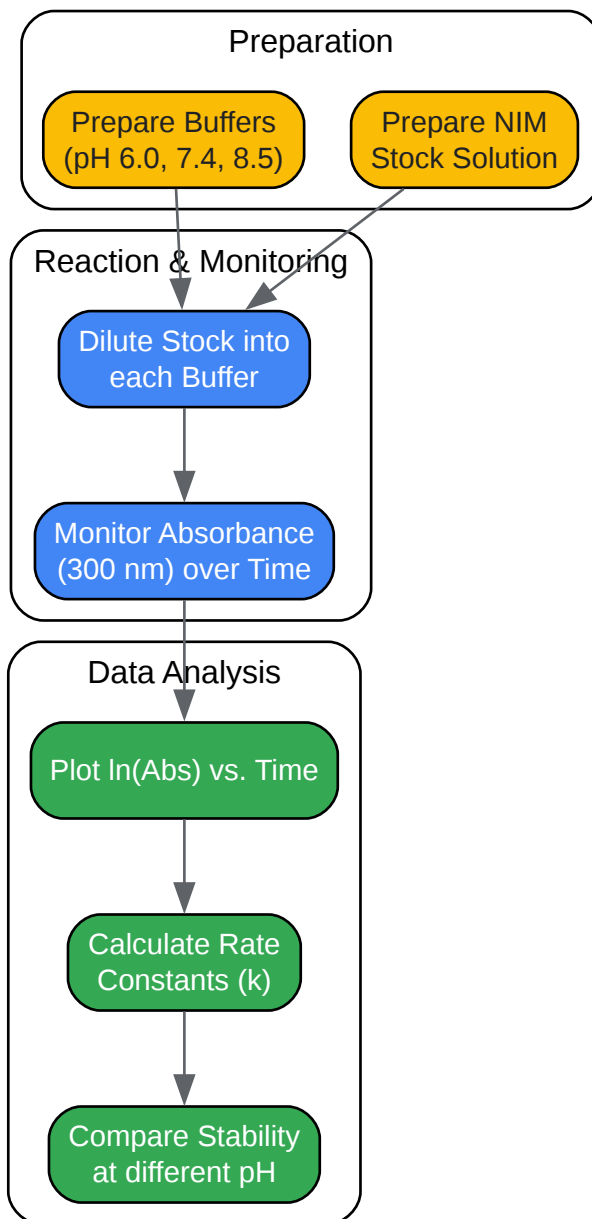 Preparation
Prepare Buffers
(pH 6.0, 7.4, 8.5)
Prepare NIM
Stock Solution
Reaction & Monitoring
Dilute Stock into
each Buffer
Monitor Absorbance
(300 nm) over Time
Data Analysis
Plot ln(Abs) vs. Time
Calculate Rate
Constants (k)
Compare Stability
at different pH